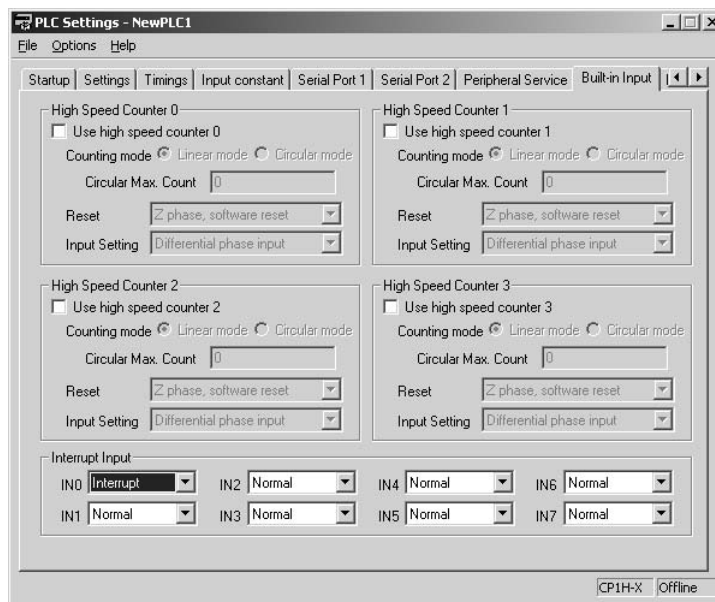 PLC Settings - NewPLC1
File Options Help
Startup Settings Timings Input constant Serial Port 1 Serial Port 2 Peripheral Service Built-in Input
High Speed Counter 0
Use high speed counter 0
Counting mode Linear mode Circular mode
Circular Max. Count 0
Reset Z phase, software reset
Input Setting Differential phase input
High Speed Counter 1
Use high speed counter 1
Counting mode Linear mode Circular mode
Circular Max. Count 0
Reset Z phase, software reset
Input Setting Differential phase input
High Speed Counter 2
Use high speed counter 2
Counting mode Linear mode Circular mode
Circular Max. Count 0
Reset Z phase, software reset
Input Setting Differential phase input
High Speed Counter 3
Use high speed counter 3
Counting mode Linear mode Circular mode
Circular Max. Count 0
Reset Z phase, software reset
Input Setting Differential phase input
Interrupt Input
IN0 Interrupt IN2 Normal IN4 Normal IN6 Normal
IN1 Normal IN3 Normal IN5 Normal IN7 Normal
CP1H-X Offline